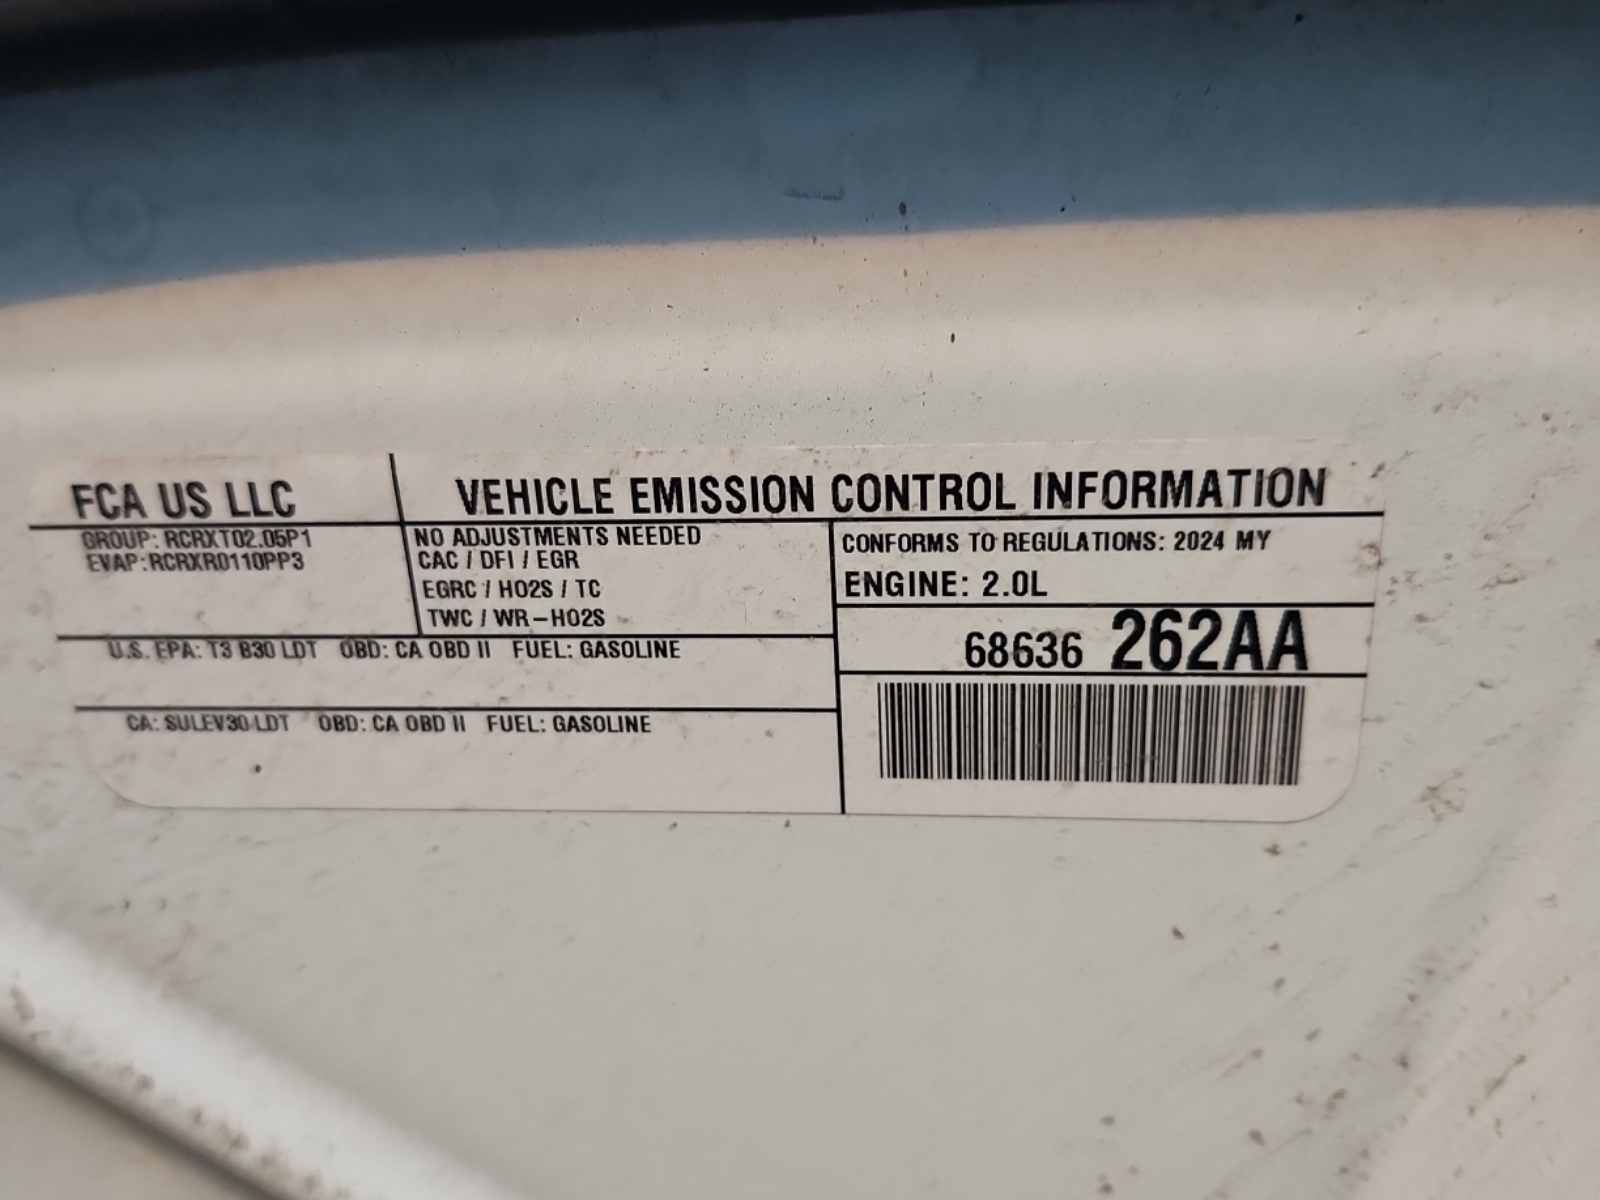 FCA US LLC
VEHICLE EMISSION CONTROL INFORMATION
GROUP: RCRXT02.05P1
EVAP:RCRXR0110PP3
NO ADJUSTMENTS NEEDED
CAC / DFI / EGR
EGRC / HO2S / TC
TWC / WR-HO2S
CONFORMS TO REGULATIONS: 2024 MY
ENGINE: 2.0L
68636 262AA
U.S. EPA: T3 B30 LDT OBD: CA OBD II FUEL: GASOLINE
CA: SULEV30 LDT OBD: CA OBD II FUEL: GASOLINE